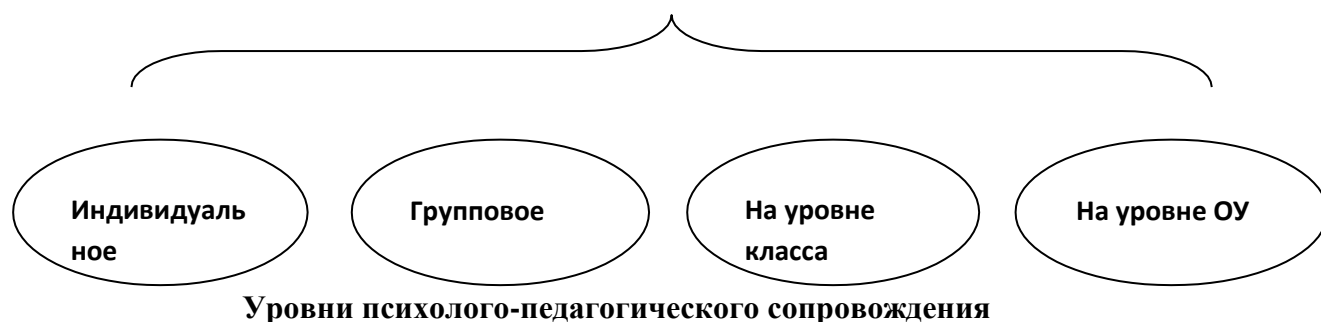 Индивидуаль
ное
Групповое
На уровне
класса
На уровне ОУ
Уровни психолого-педагогического сопровождения